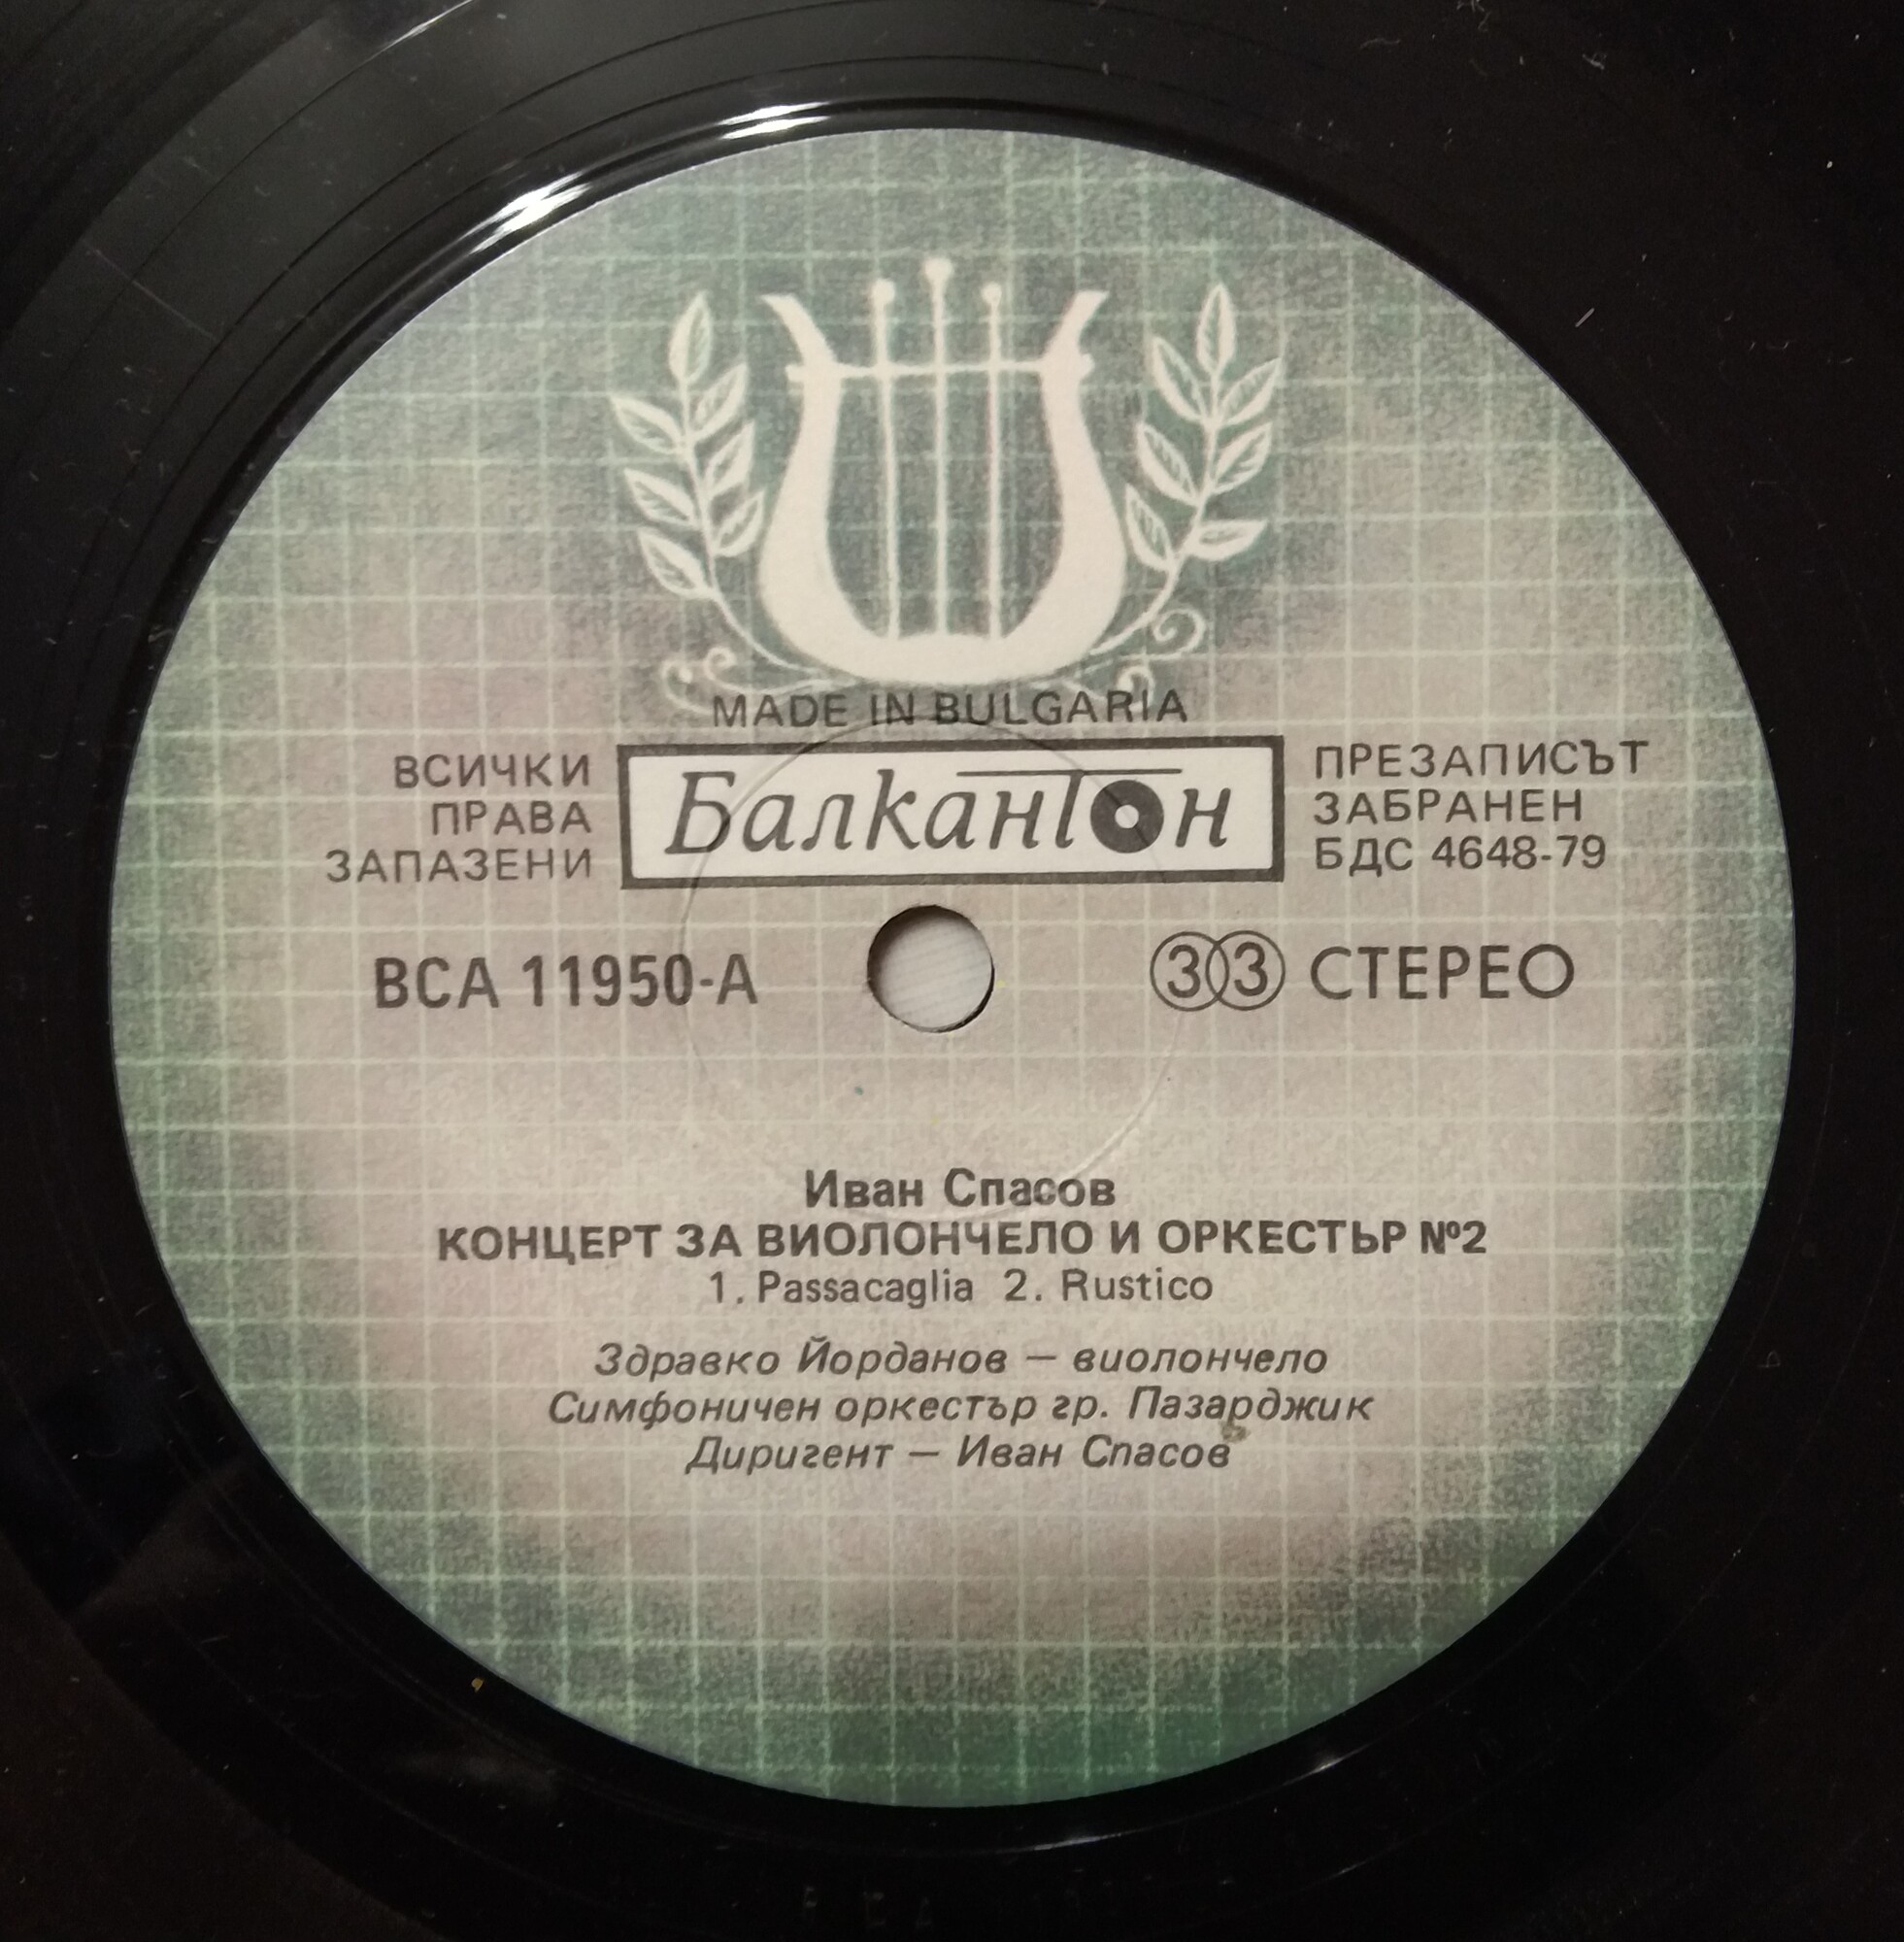 MADE IN BULGARIA
ВСИЧКИ
ПРАВА
ЗАПАЗЕНИ
Балкантон
ПРЕЗАПИСЪТ
ЗАБРАНЕН
БДС 4648-79
ВСА 11950-А
33 СТЕРЕО
Иван Спасов
КОНЦЕРТ ЗА ВИОЛОНЧЕЛО И ОРКЕСТЪР №2
1. Passacaglia 2. Rustico
Здравко Йорданов — виолончело
Симфоничен оркестър гр. Пазарджик
Диригент — Иван Спасов